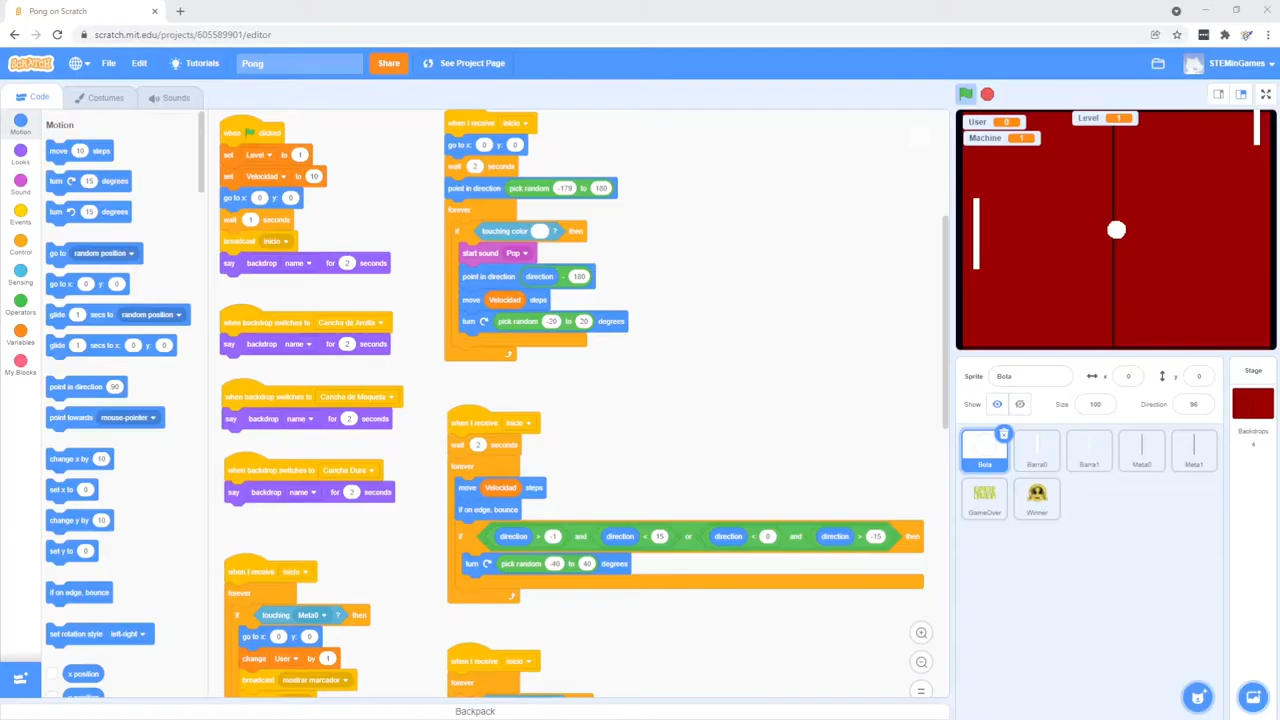 Pong on Scratch
scratch.mit.edu/projects/605589901/editor
SCRATCH File Edit Tutorials Pong Share See Project Page STEMinGames
Code Costumes Sounds
Motion
Looks
Sound
Events
Control
Sensing
Operators
Variables
My Blocks
Motion
move 10 steps
turn 15 degrees
turn 15 degrees
go to random position
go to x: 0 y: 0
glide 1 secs to random position
glide 1 secs to x: 0 y: 0
point in direction 90
point towards mouse-pointer
change x by 10
set x to 0
change y by 10
set y to 0
if on edge, bounce
set rotation style left-right
x position
when clicked
set Level to 1
set Velocidad to 10
go to x: 0 y: 0
wait 1 seconds
broadcast inicio
say backdrop name for 2 seconds
when backdrop switches to Cancha de Arcilla
say backdrop name for 2 seconds
when backdrop switches to Cancha de Moqueta
say backdrop name for 2 seconds
when backdrop switches to Cancha Dura
say backdrop name for 2 seconds
when I receive inicio
forever
if touching Meta0 ? then
go to x: 0 y: 0
change User by 1
broadcast mostrar marcador
when I receive inicio
go to x: 0 y: 0
wait 2 seconds
point in direction pick random -179 to 180
forever
if touching color ? then
start sound Pop
point in direction direction - 180
move Velocidad steps
turn pick random -20 to 20 degrees
when I receive inicio
wait 2 seconds
forever
move Velocidad steps
if on edge, bounce
if direction > -1 and direction < 15 or direction < 0 and direction > -15 then
turn pick random -40 to 40 degrees
when I receive inicio
forever
User 0
Machine 1
Level 1
Sprite Bota x 0 y 0
Show Size 100 Direction 96
Bota Barra0 Barra1 Meta0 Meta1
GameOver Winner
Stage
Backdrops
4
Backpack